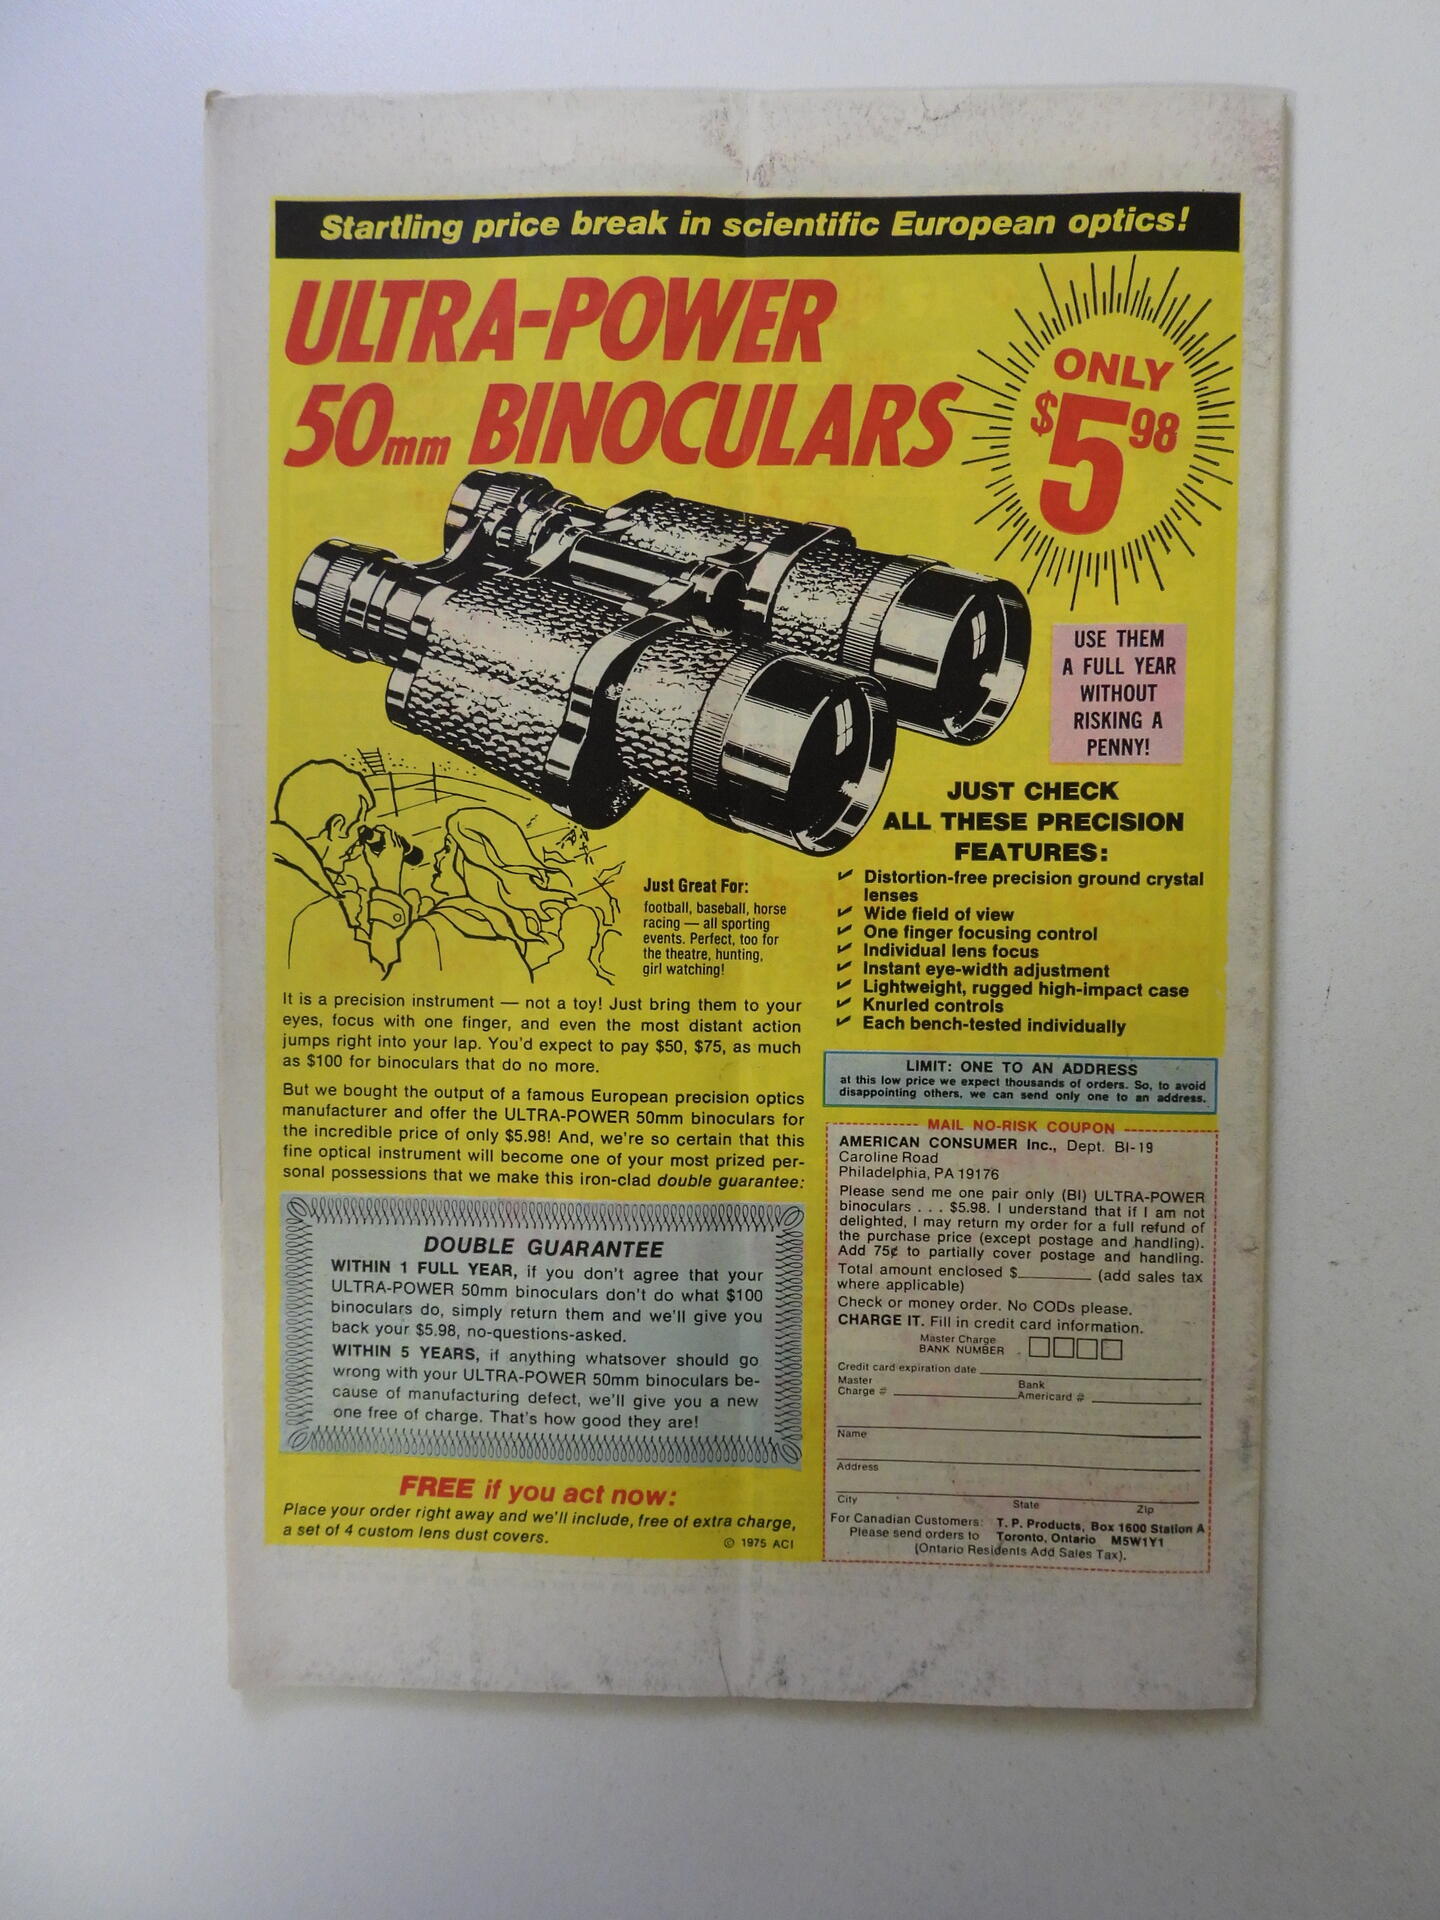 Startling price break in scientific European optics!
ULTRA-POWER
50mm BINOCULARS
ONLY
$5 98
USE THEM
A FULL YEAR
WITHOUT
RISKING A
PENNY!
JUST CHECK
ALL THESE PRECISION
FEATURES:
✔ Distortion-free precision ground crystal
lenses
✔ Wide field of view
✔ One finger focusing control
✔ Individual lens focus
✔ Instant eye-width adjustment
✔ Lightweight, rugged high-impact case
✔ Knurled controls
✔ Each bench-tested individually
Just Great For:
football, baseball, horse
racing — all sporting
events. Perfect, too for
the theatre, hunting,
girl watching!
It is a precision instrument — not a toy! Just bring them to your
eyes, focus with one finger, and even the most distant action
jumps right into your lap. You'd expect to pay $50, $75, as much
as $100 for binoculars that do no more.
But we bought the output of a famous European precision optics
manufacturer and offer the ULTRA-POWER 50mm binoculars for
the incredible price of only $5.98! And, we're so certain that this
fine optical instrument will become one of your most prized per-
sonal possessions that we make this iron-clad double guarantee:
DOUBLE GUARANTEE
WITHIN 1 FULL YEAR, if you don't agree that your
ULTRA-POWER 50mm binoculars don't do what $100
binoculars do, simply return them and we'll give you
back your $5.98, no-questions-asked.
WITHIN 5 YEARS, if anything whatsover should go
wrong with your ULTRA-POWER 50mm binoculars be-
cause of manufacturing defect, we'll give you a new
one free of charge. That's how good they are!
FREE if you act now:
Place your order right away and we'll include, free of extra charge,
a set of 4 custom lens dust covers.
© 1975 ACI
LIMIT: ONE TO AN ADDRESS
at this low price we expect thousands of orders. So, to avoid
disappointing others, we can send only one to an address.
MAIL NO-RISK COUPON
AMERICAN CONSUMER Inc., Dept. BI-19
Caroline Road
Philadelphia, PA 19176
Please send me one pair only (BI) ULTRA-POWER
binoculars . . . $5.98. I understand that if I am not
delighted, I may return my order for a full refund of
the purchase price (except postage and handling).
Add 75¢ to partially cover postage and handling.
Total amount enclosed $________ (add sales tax
where applicable)
Check or money order. No CODs please.
CHARGE IT. Fill in credit card information.
Master Charge
BANK NUMBER
Credit card expiration date
Master
Charge #
Bank
Americard #
Name
Address
City State Zip
For Canadian Customers: T. P. Products, Box 1600 Station A
Please send orders to Toronto, Ontario M5W1Y1
(Ontario Residents Add Sales Tax).